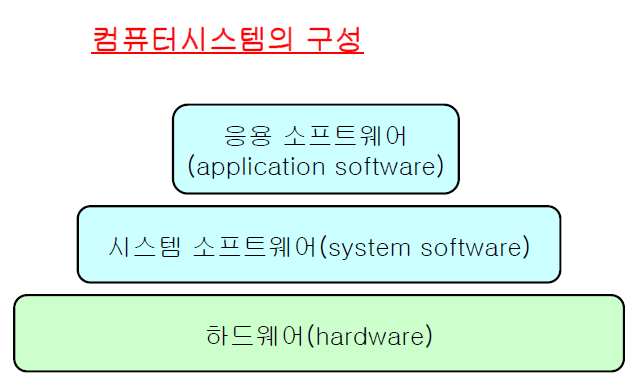 컴퓨터시스템의 구성
응용 소프트웨어
(application software)
시스템 소프트웨어(system software)
하드웨어(hardware)